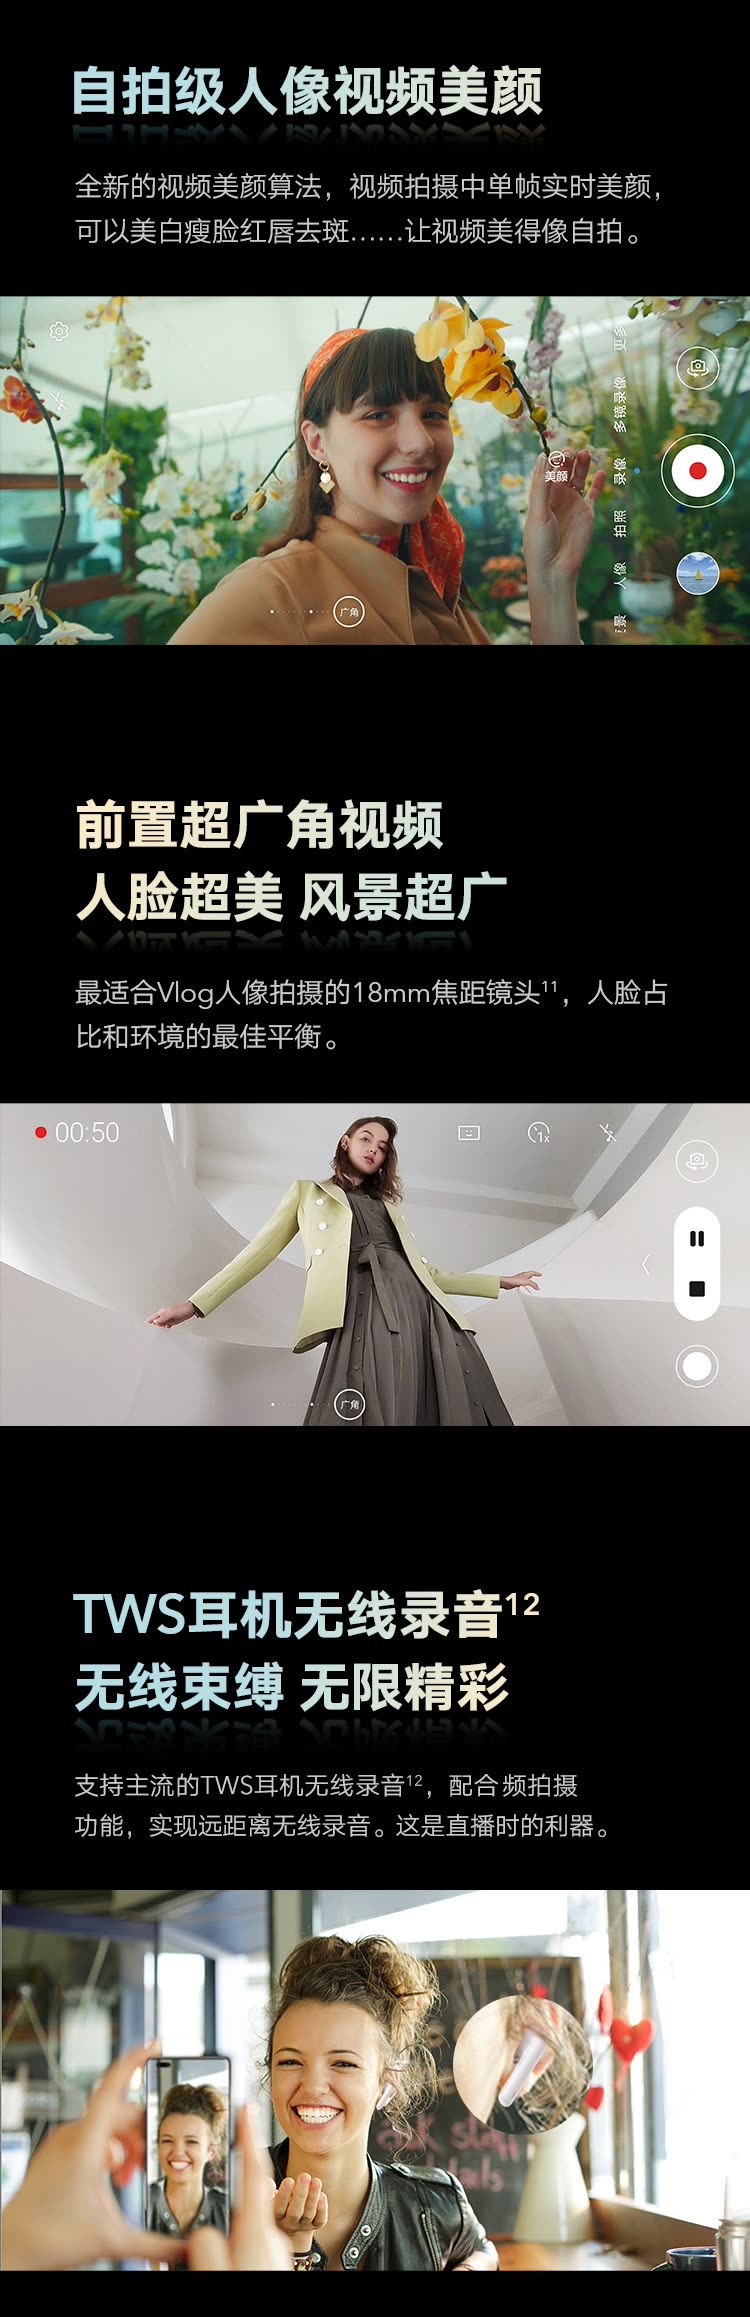 自拍级人像视频美颜
全新的视频美颜算法，视频拍摄中单帧实时美颜，
可以美白瘦脸红唇去斑……让视频美得像自拍。
更多
多镜录像
录像
美颜
拍照
人像
广角
前置超广角视频
人脸超美 风景超广
最适合Vlog人像拍摄的18mm焦距镜头11，人脸占
比和环境的最佳平衡。
00:50
1x
广角
TWS耳机无线录音12
无线束缚 无限精彩
支持主流的TWS耳机无线录音12，配合 频拍摄
功能，实现远距离无线录音。这是直播时的利器。